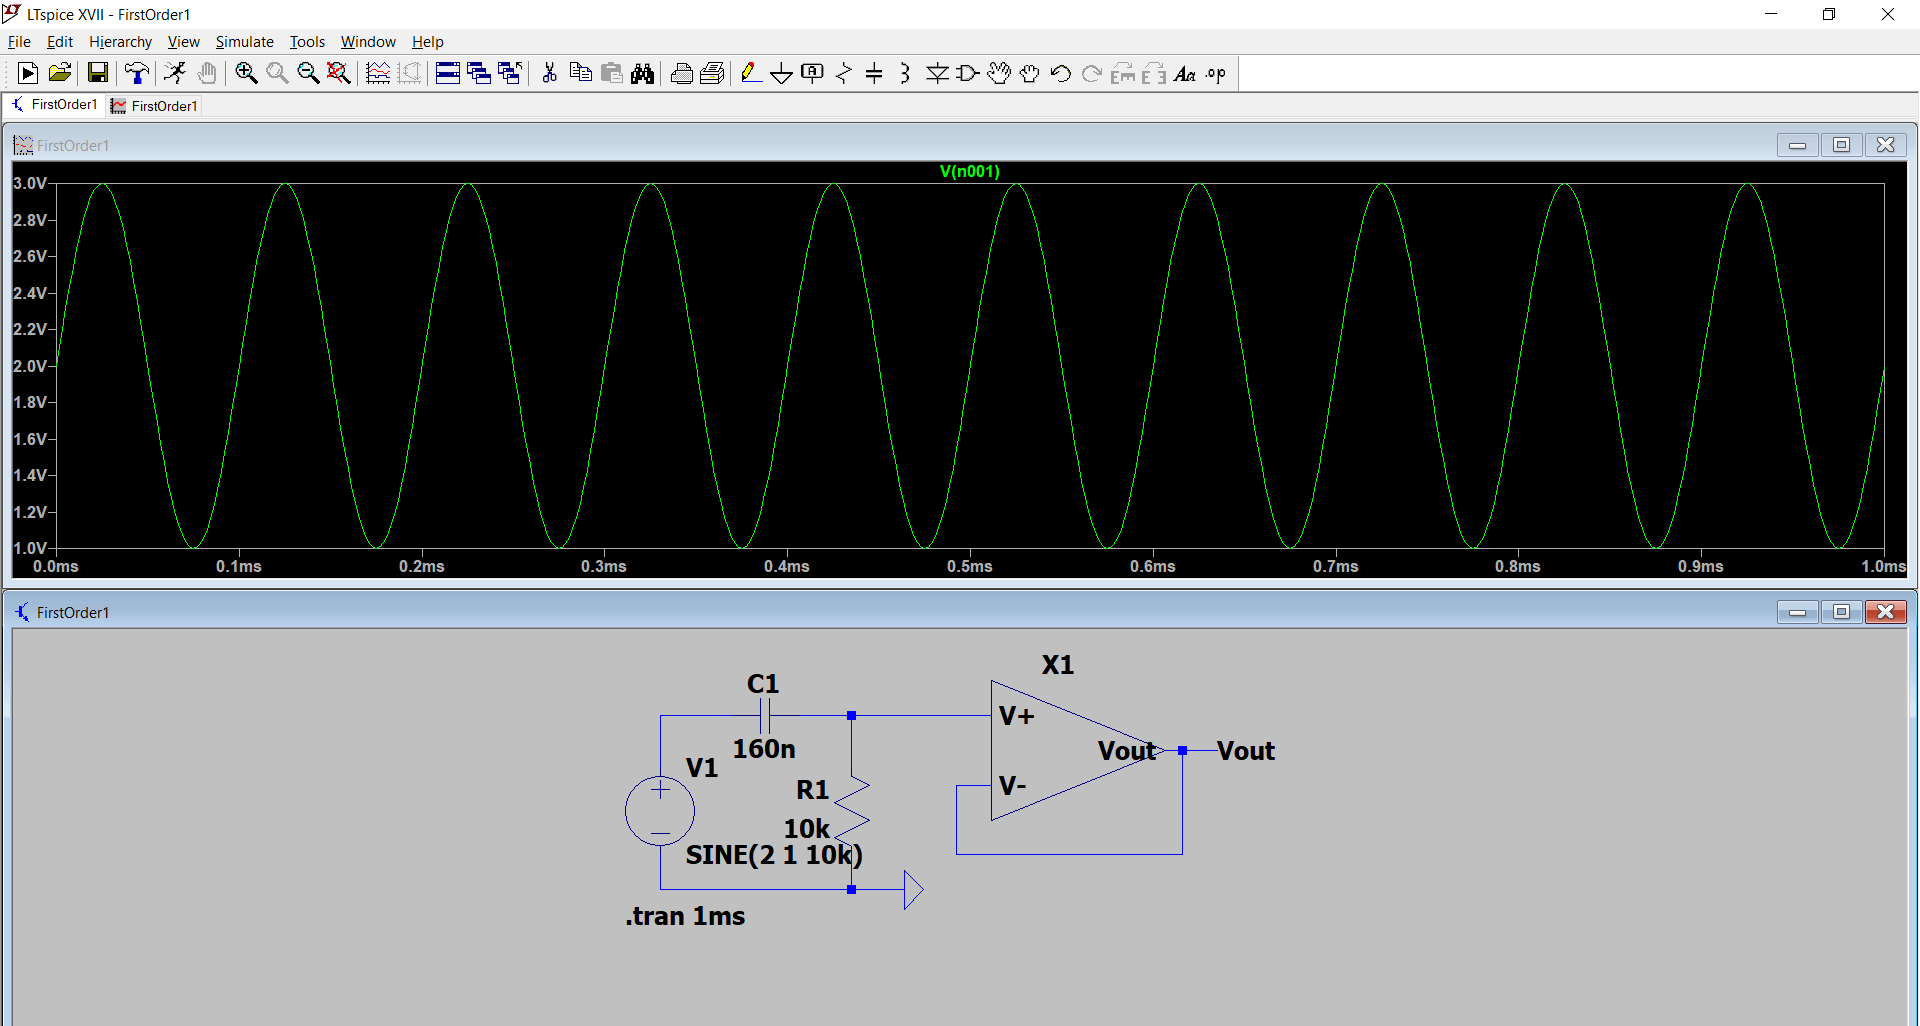 LTspice XVII - FirstOrder1
File Edit Hierarchy View Simulate Tools Window Help
A Aa .op
FirstOrder1 FirstOrder1
FirstOrder1
V(n001)
3.0V
2.8V
2.6V
2.4V
2.2V
2.0V
1.8V
1.6V
1.4V
1.2V
1.0V
0.0ms 0.1ms 0.2ms 0.3ms 0.4ms 0.5ms 0.6ms 0.7ms 0.8ms 0.9ms 1.0ms
FirstOrder1
X1
C1
V+
160n
Vout Vout
V1
V-
R1
10k
SINE(2 1 10k)
.tran 1ms